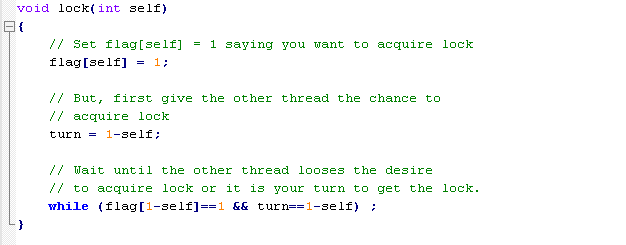 void lock(int self)
{
// Set flag[self] = 1 saying you want to acquire lock
flag[self] = 1;
// But, first give the other thread the chance to
// acquire lock
turn = 1-self;
// Wait until the other thread looses the desire
// to acquire lock or it is your turn to get the lock.
while (flag[1-self]==1 && turn==1-self) ;
}